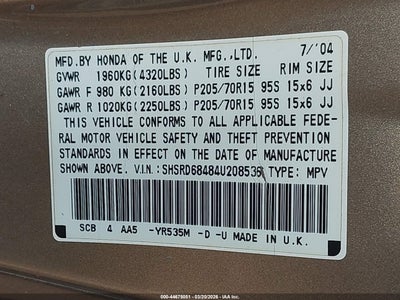 MFD.BY HONDA OF THE U.K. MFG.,LTD. 7/'04
GVWR 1960KG(4320LBS) TIRE SIZE RIM SIZE
GAWR F 980 KG(2160LBS) P205/70R15 95S 15x6 JJ
GAWR R 1020KG(2250LBS) P205/70R15 95S 15x6 JJ
THIS VEHICLE CONFORMS TO ALL APPLICABLE FEDE-
RAL MOTOR VEHICLE SAFETY AND THEFT PREVENTION
STANDARDS IN EFFECT ON THE DATE OF MANUFACTURE
SHOWN ABOVE. V.I.N.:SHSRD68484U208535 TYPE: MPV
SCB 4 AA5 -YR535M -D -U MADE IN U.K.
000-44679051 - 03/20/2026 - IAA Inc.